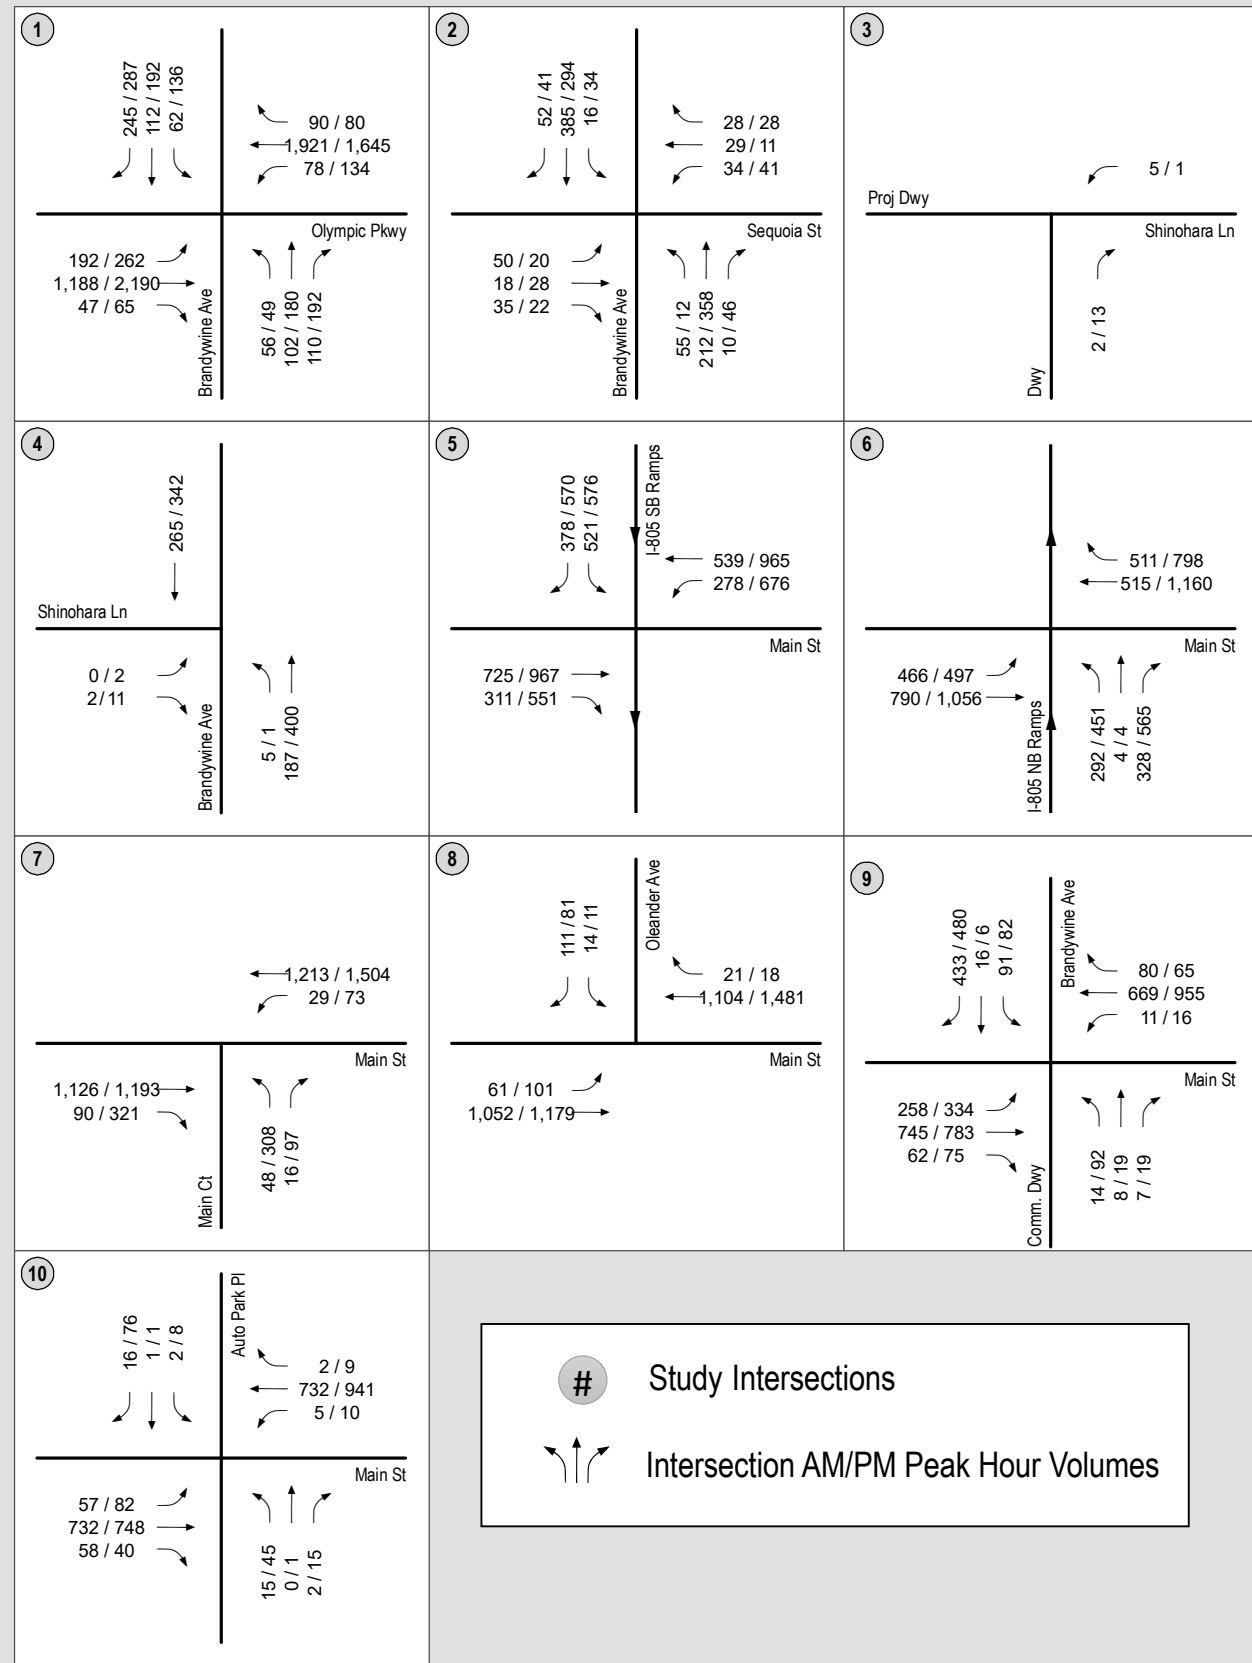 1
245 / 287
112 / 192
62 / 136
90 / 80
1,921 / 1,645
78 / 134
Olympic Pkwy
192 / 262
1,188 / 2,190
47 / 65
Brandywine Ave
56 / 49
102 / 180
110 / 192
2
52 / 41
385 / 294
16 / 34
28 / 28
29 / 11
34 / 41
Sequoia St
50 / 20
18 / 28
35 / 22
Brandywine Ave
55 / 12
212 / 358
10 / 46
3
5 / 1
Proj Dwy
Shinohara Ln
Dwy
2 / 13
4
265 / 342
Shinohara Ln
0 / 2
2/ 11
Brandywine Ave
5 / 1
187 / 400
5
378 / 570
521 / 576
I-805 SB Ramps
539 / 965
278 / 676
Main St
725 / 967
311 / 551
6
511 / 798
515 / 1,160
Main St
466 / 497
790 / 1,056
I-805 NB Ramps
292 / 451
4 / 4
328 / 565
7
1,213 / 1,504
29 / 73
Main St
1,126 / 1,193
90 / 321
Main Ct
48 / 308
16 / 97
8
111 / 81
14 / 11
Oleander Ave
21 / 18
1,104 / 1,481
Main St
61 / 101
1,052 / 1,179
9
433 / 480
16 / 6
91 / 82
Brandywine Ave
80 / 65
669 / 955
11 / 16
Main St
258 / 334
745 / 783
62 / 75
Comm. Dwy
14 / 92
8 / 19
7 / 19
10
16 / 76
1 / 1
2 / 8
Auto Park Pl
2 / 9
732 / 941
5 / 10
Main St
57 / 82
732 / 748
58 / 40
15 / 45
0 / 1
2 / 15
# Study Intersections
Intersection AM/PM Peak Hour Volumes